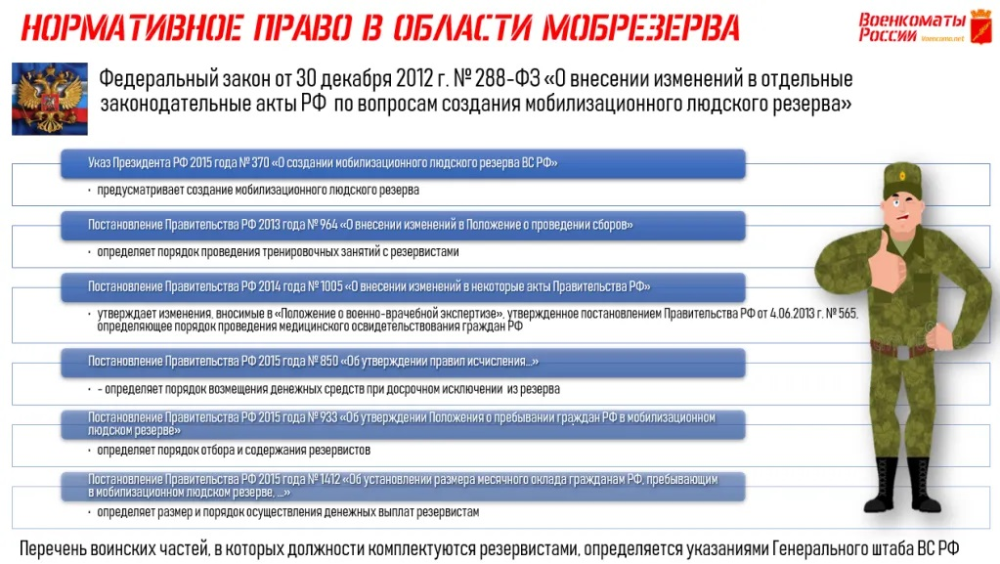 НОРМАТИВНОЕ ПРАВО В ОБЛАСТИ МОБРЕЗЕРВА
Военкоматы
России Voencomo.net
Федеральный закон от 30 декабря 2012 г. № 288-ФЗ «О внесении изменений в отдельные
законодательные акты РФ по вопросам создания мобилизационного людского резерва»
Указ Президента РФ 2015 года № 370 «О создании мобилизационного людского резерва ВС РФ»
• предусматривает создание мобилизационного людского резерва
Постановление Правительства РФ 2013 года № 964 «О внесении изменений в Положение о проведении сборов»
• определяет порядок проведения тренировочных занятий с резервистами
Постановление Правительства РФ 2014 года № 1005 «О внесении изменений в некоторые акты Правительства РФ»
• утверждает изменения, вносимые в «Положение о военно-врачебной экспертизе», утвержденное постановлением Правительства РФ от 4.06.2013 г. № 565,
определяющее порядок проведения медицинского освидетельствования граждан РФ
Постановление Правительства РФ 2015 года № 850 «Об утверждении правил исчисления...»
• - определяет порядок возмещения денежных средств при досрочном исключении из резерва
Постановление Правительства РФ 2015 года № 933 «Об утверждении Положения о пребывании граждан РФ в мобилизационном
людском резерве»
• определяет порядок отбора и содержания резервистов
Постановление Правительства РФ 2015 года № 1412 «Об установлении размера месячного оклада гражданам РФ, пребывающим
в мобилизационном людском резерве, ...»
• определяет размер и порядок осуществления денежных выплат резервистам
Перечень воинских частей, в которых должности комплектуются резервистами, определяется указаниями Генерального штаба ВС РФ